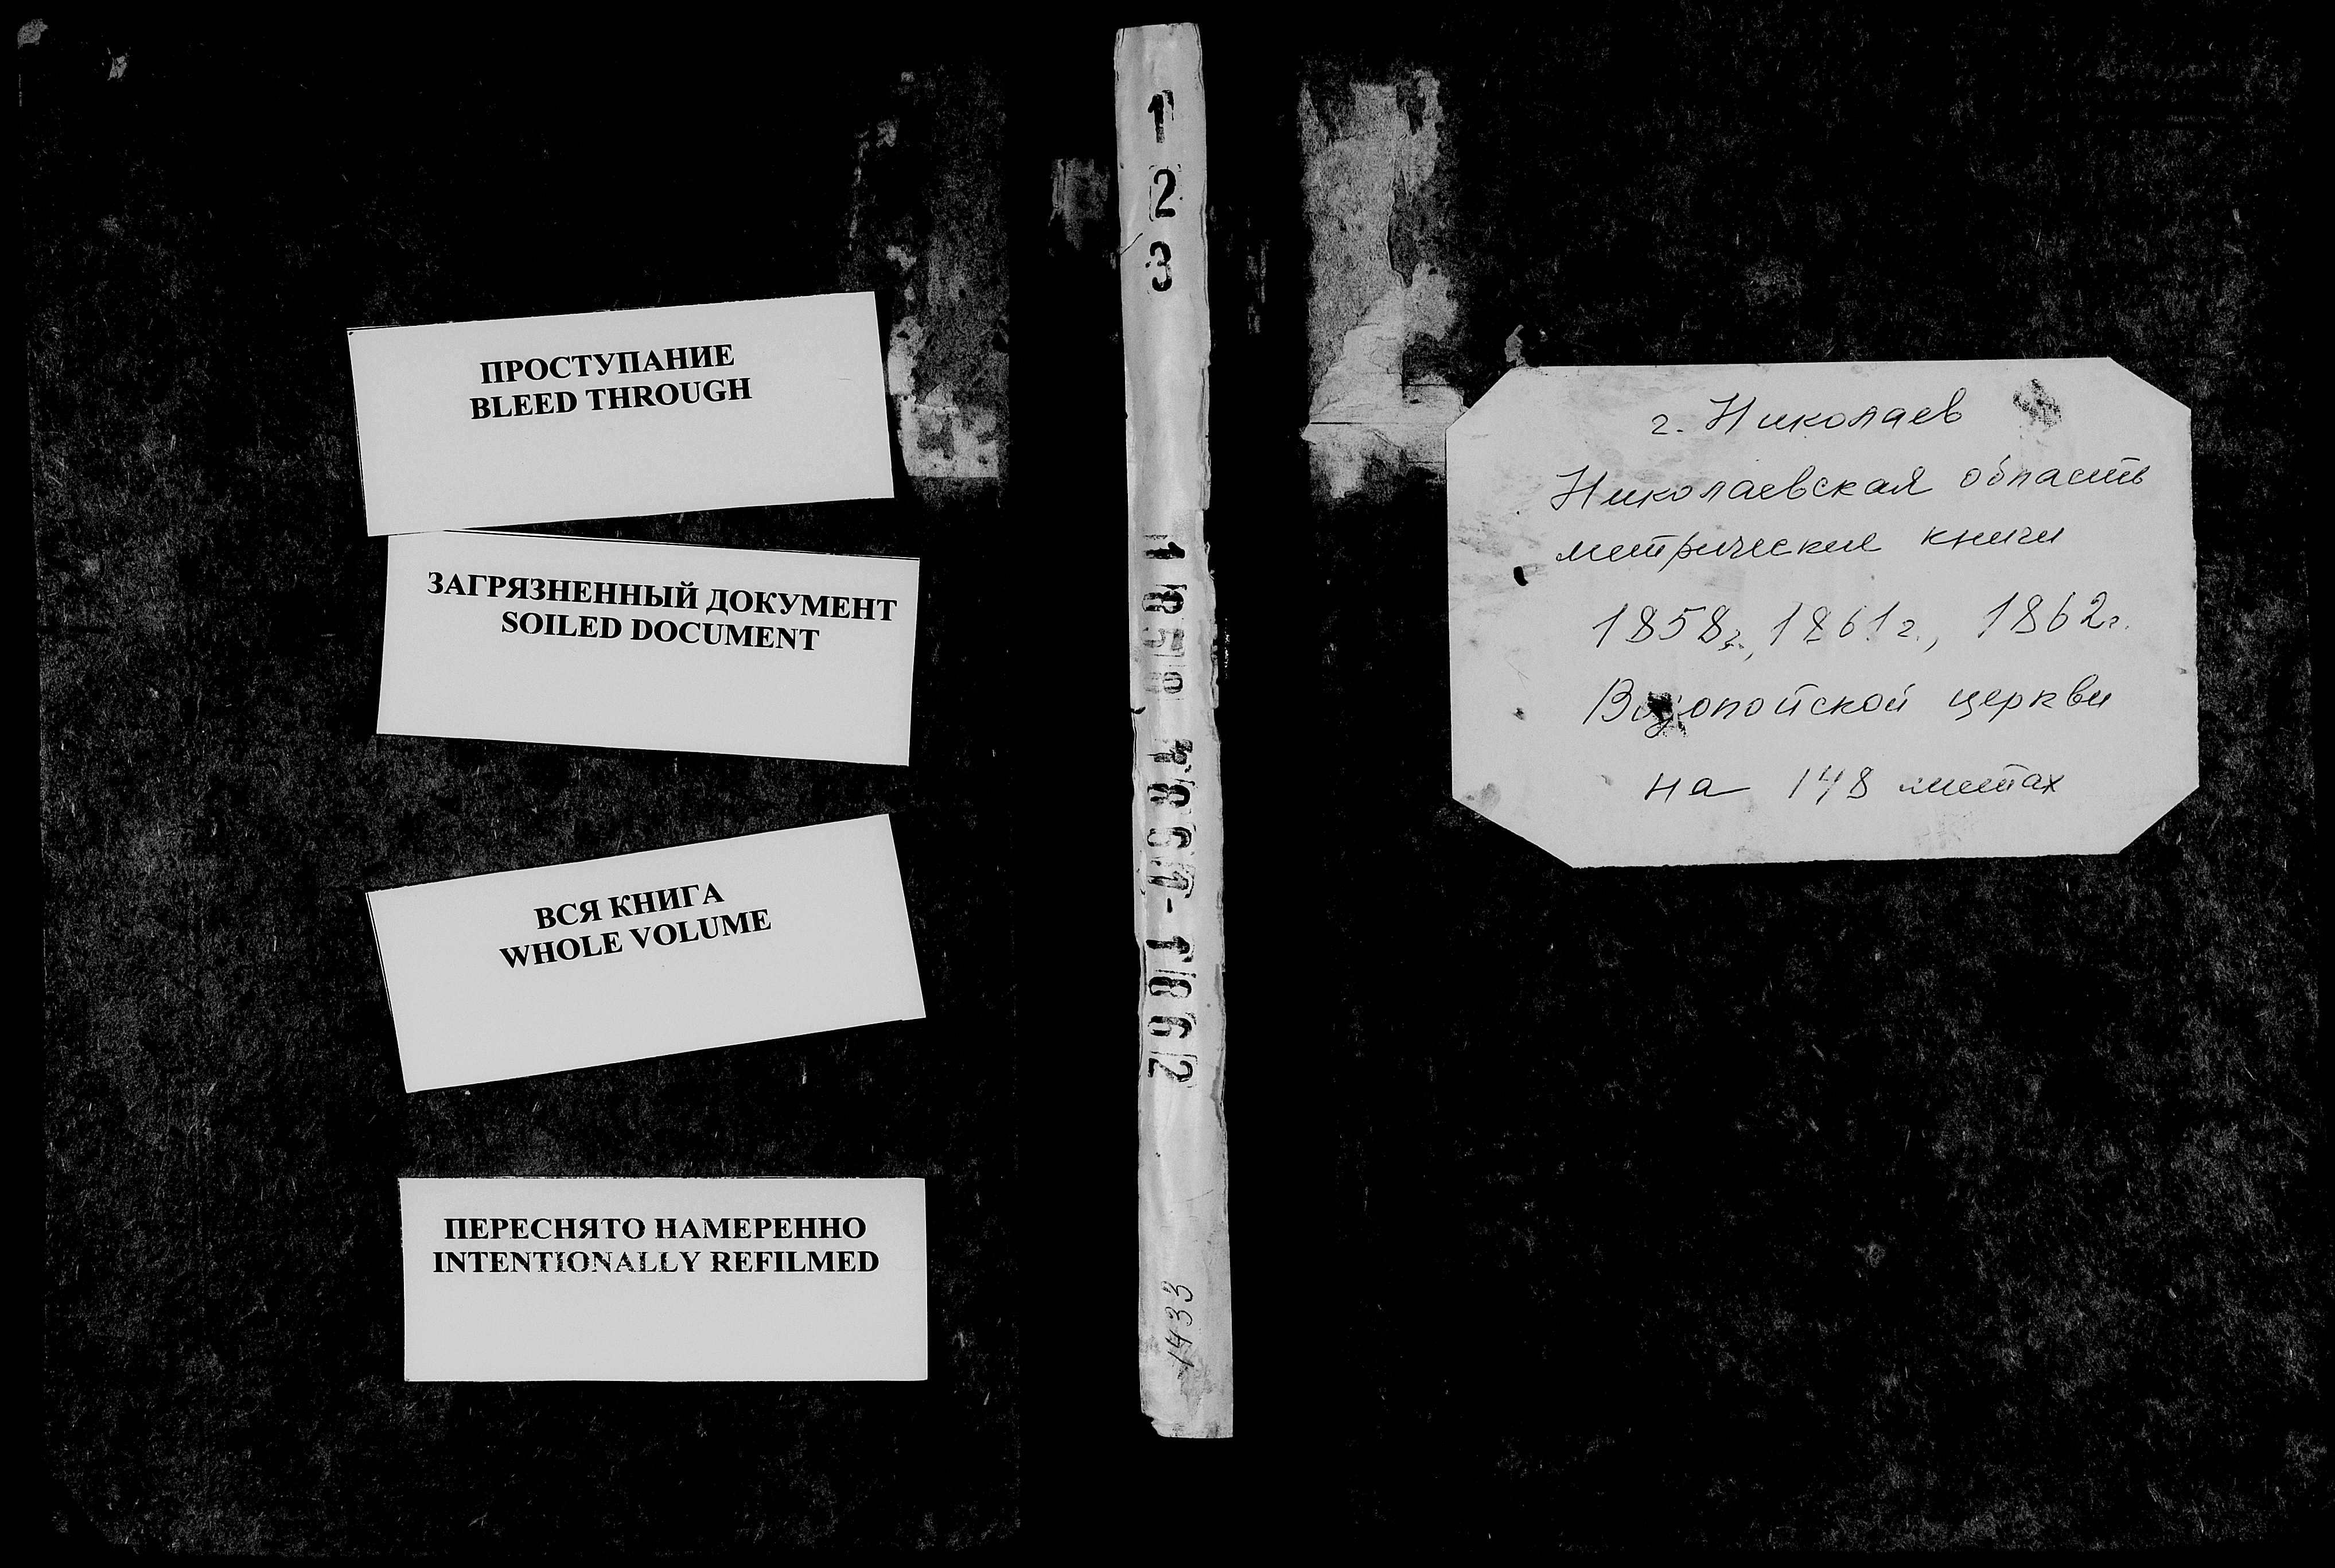 ПРОСТУПАНИЕ
BLEED THROUGH
ЗАГРЯЗНЕННЫЙ ДОКУМЕНТ
SOILED DOCUMENT
ВСЯ КНИГА
WHOLE VOLUME
ПЕРЕСНЯТО НАМЕРЕННО
INTENTIONALLY REFILMED
1
2
3
1858 1861-1862
1433
г. Николаев
Николаевская область
метрические книги
1858г., 1861г., 1862г.
Водопойской церкви
на 148 листах